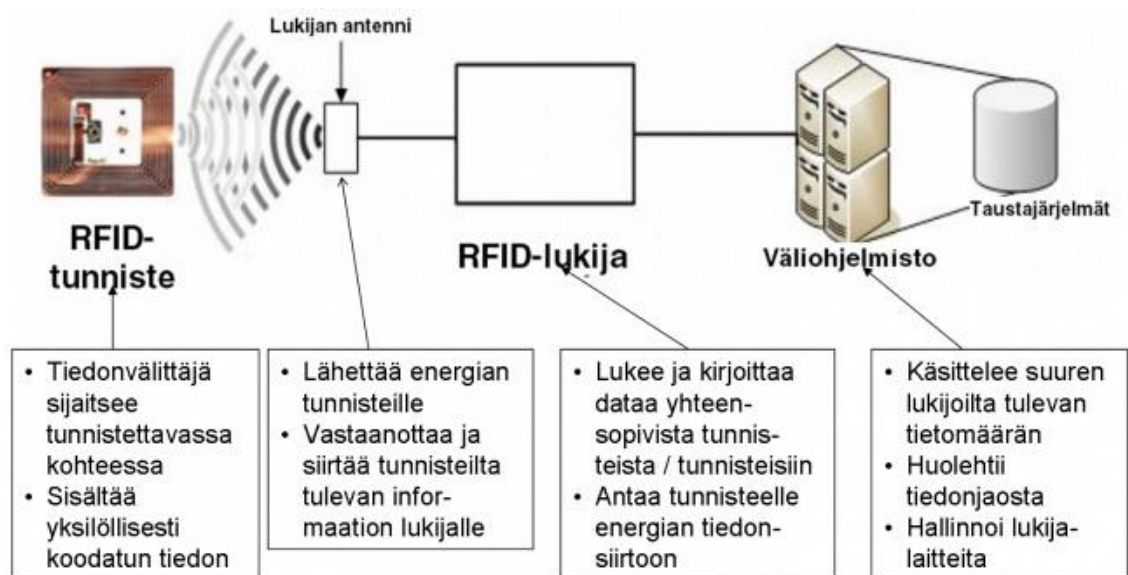 Lukijan antenni
RFID-
tunniste
RFID-lukija
Väliohjelmisto
Taustajärjelmät
• Tiedonvälittäjä
sijaitsee
tunnistettavassa
kohteessa
• Sisältää
yksilöllisesti
koodatun tiedon
• Lähettää energian
tunnisteille
• Vastaanottaa ja
siirtää tunnisteilta
tulevan infor-
maation lukijalle
• Lukee ja kirjoittaa
dataa yhteen-
sopivista tunnis-
teista / tunnisteisiin
• Antaa tunnisteelle
energian tiedon-
siirtoon
• Käsittelee suuren
lukijoilta tulevan
tietomäärän
• Huolehtii
tiedonjaosta
• Hallinnoi lukija-
laitteita